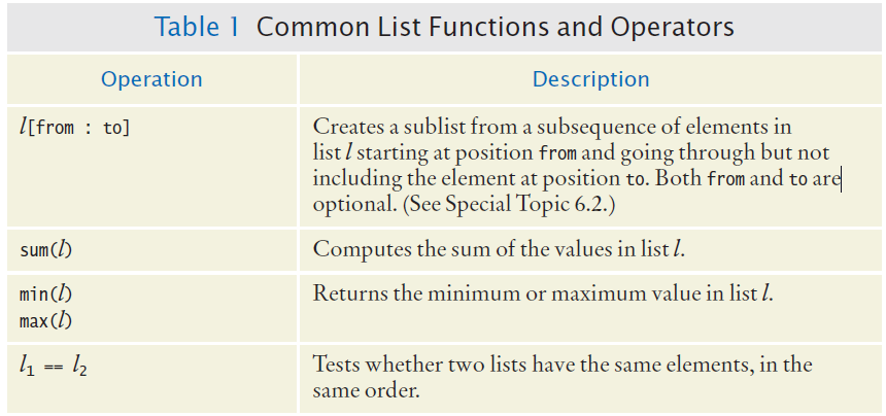 Table 1 Common List Functions and Operators
Operation
Description
l[from : to]
Creates a sublist from a subsequence of elements in
list l starting at position from and going through but not
including the element at position to. Both from and to are
optional. (See Special Topic 6.2.)
sum(l)
Computes the sum of the values in list l.
min(l)
max(l)
Returns the minimum or maximum value in list l.
l₁ == l₂
Tests whether two lists have the same elements, in the
same order.